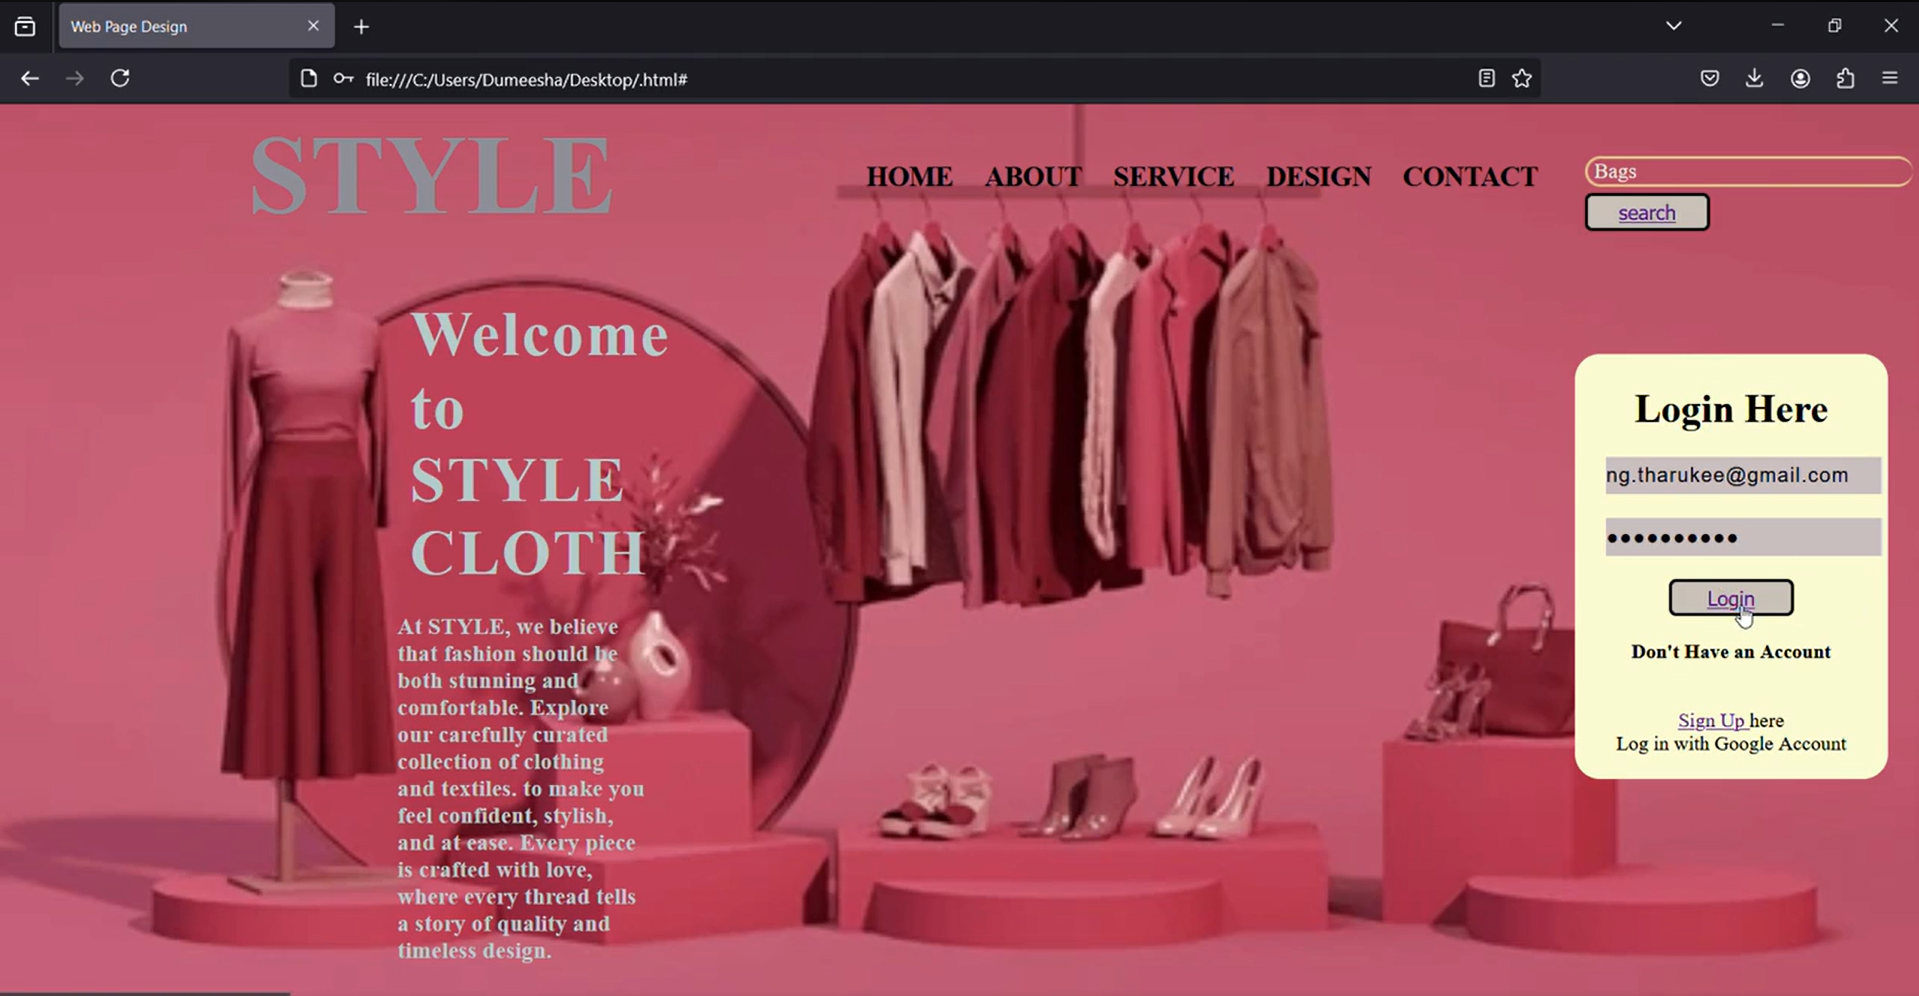 Web Page Design
file:///C:/Users/Dumeesha/Desktop/.html#
STYLE
HOME ABOUT SERVICE DESIGN CONTACT
Bags
search
Welcome
to
STYLE
CLOTH
At STYLE, we believe
that fashion should be
both stunning and
comfortable. Explore
our carefully curated
collection of clothing
and textiles. to make you
feel confident, stylish,
and at ease. Every piece
is crafted with love,
where every thread tells
a story of quality and
timeless design.
Login Here
ng.tharukee@gmail.com
••••••••••
Login
Don't Have an Account
Sign Up here
Log in with Google Account